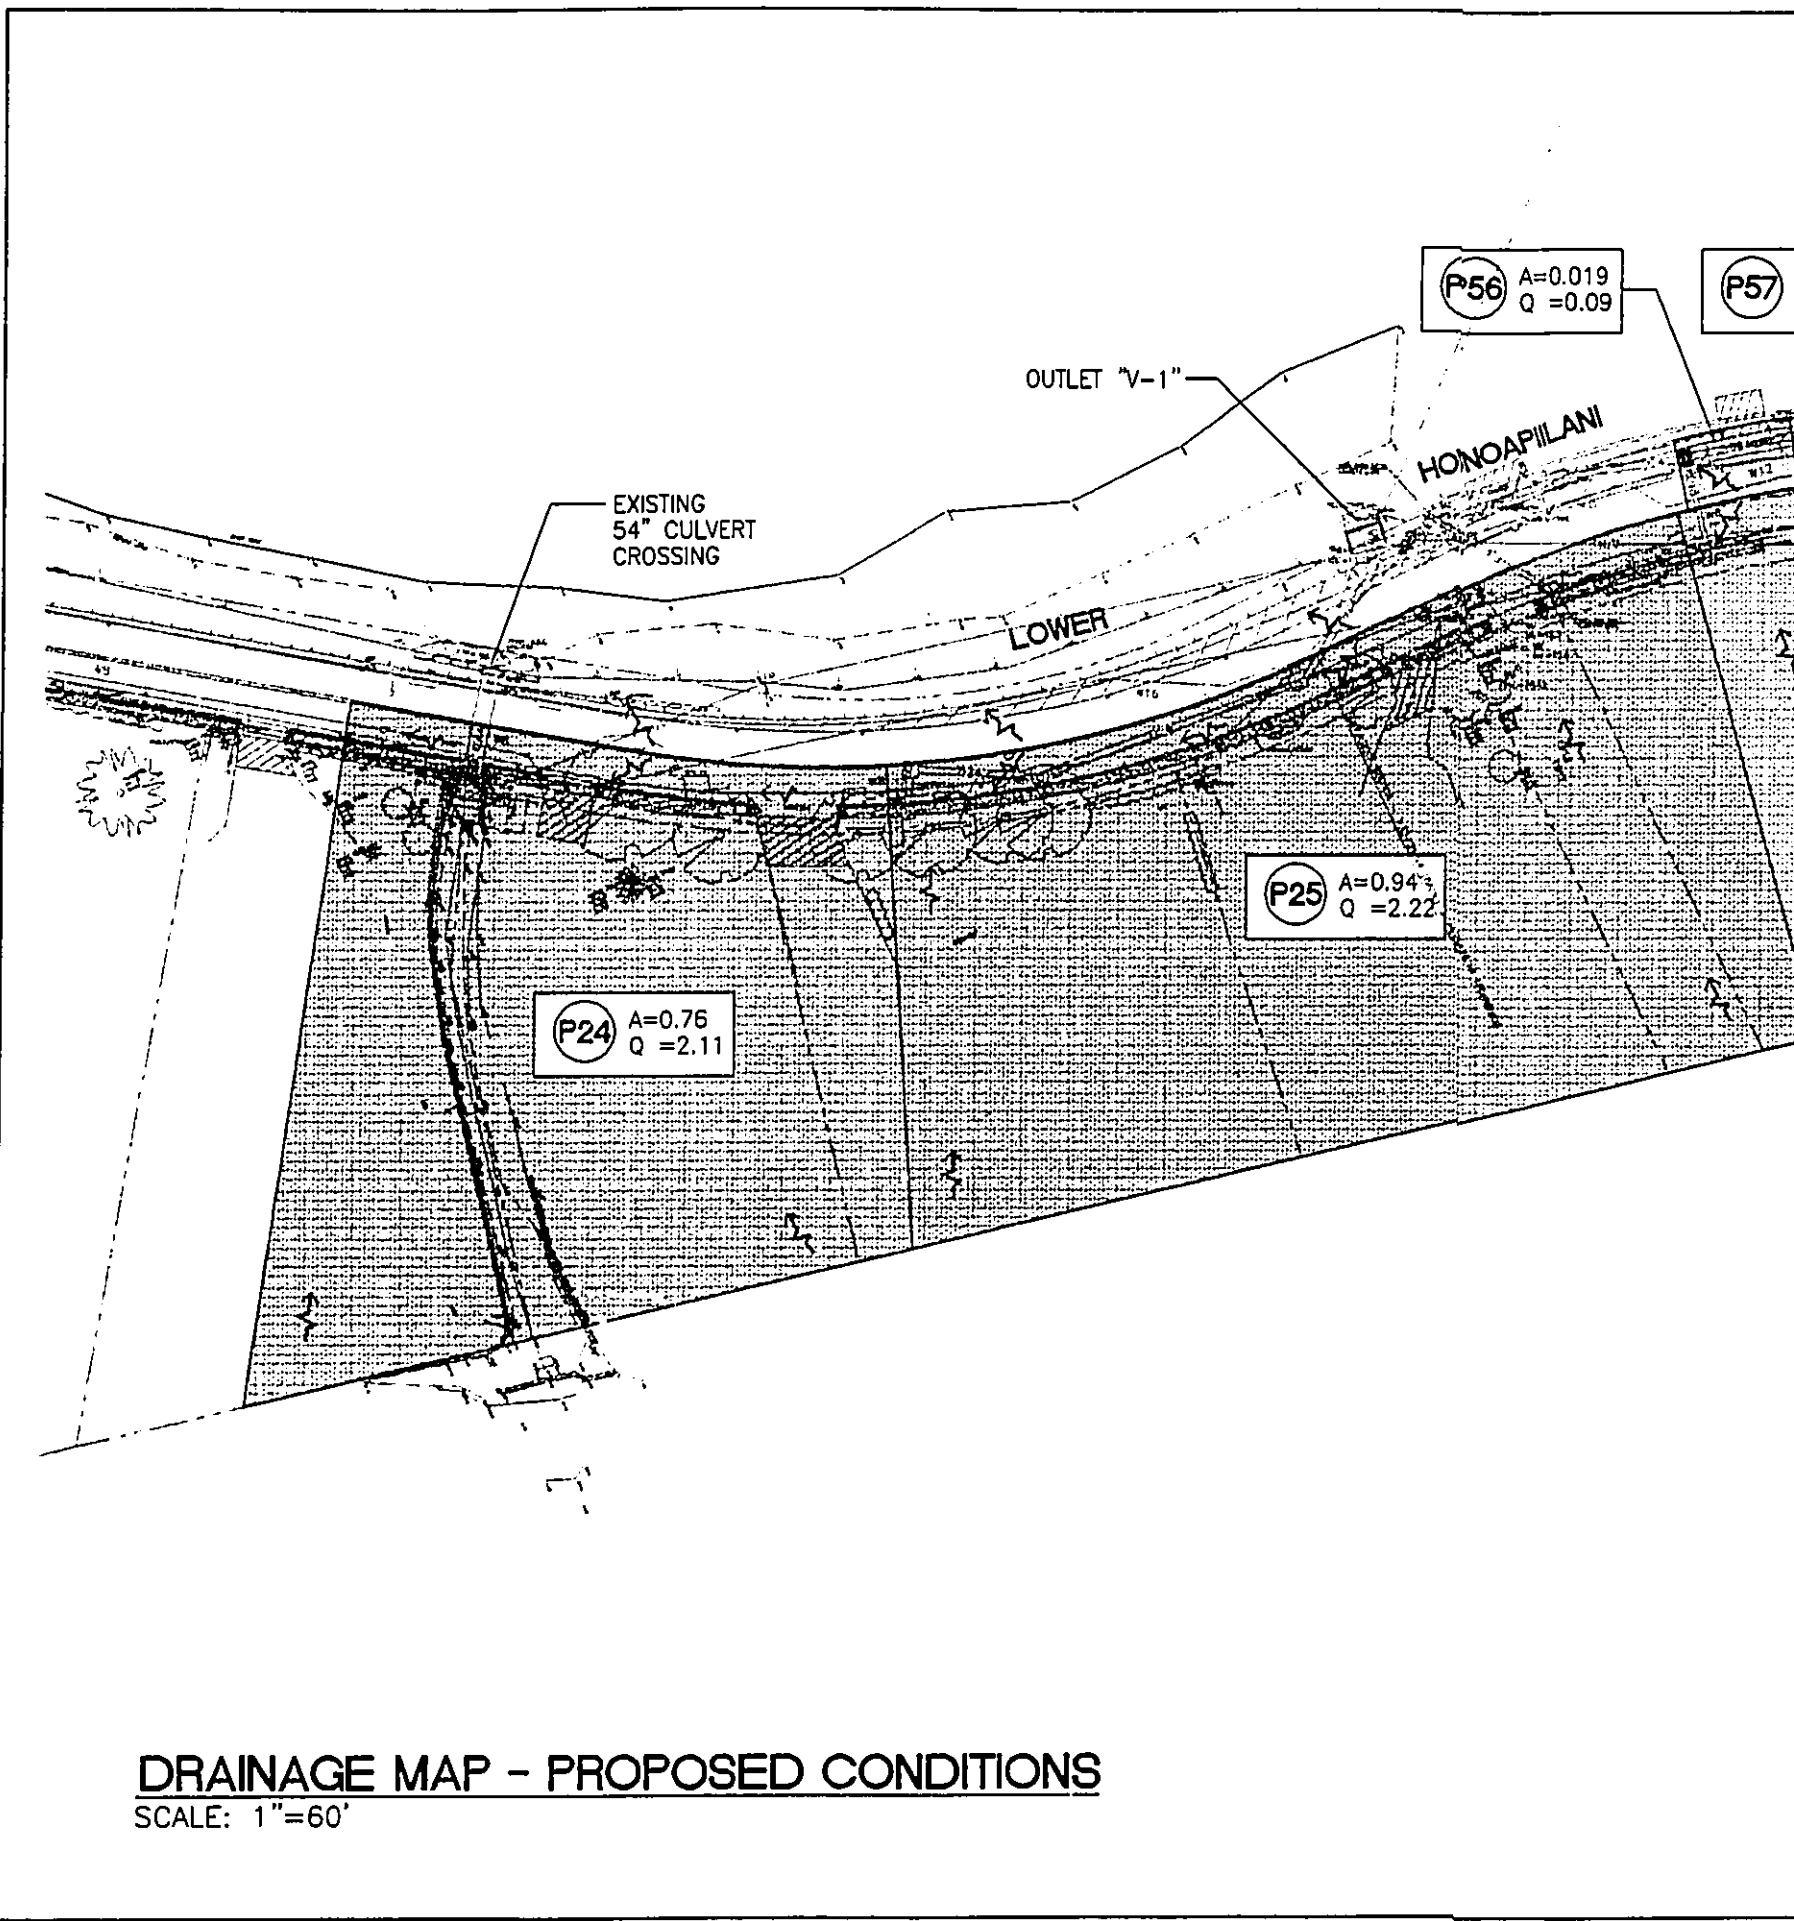 P56 A=0.019
Q =0.09
P57
OUTLET "V-1"
HONOAPIILANI
EXISTING
54" CULVERT
CROSSING
LOWER
P25 A=0.94
Q =2.22
P24 A=0.76
Q =2.11
DRAINAGE MAP - PROPOSED CONDITIONS
SCALE: 1"=60'